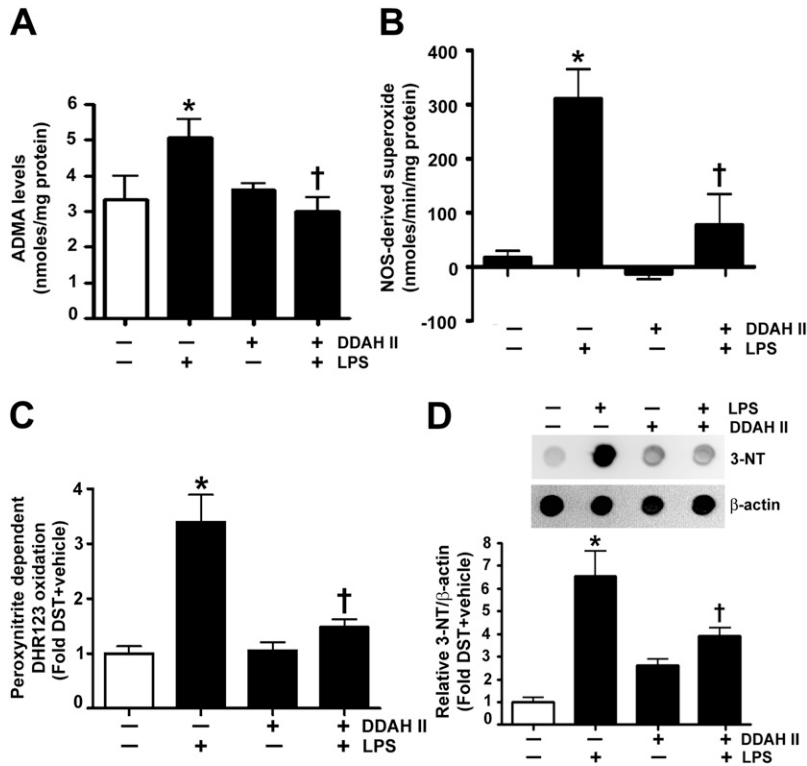 A
ADMA levels
(nmoles/mg protein)
6
5
4
3
2
1
0
*
†
– – + + DDAH II
– + – + LPS
B
NOS-derived superoxide
(nmoles/min/mg protein)
400
300
200
100
0
-100
*
†
– – + + DDAH II
– + – + LPS
C
Peroxynitrite dependent
DHR123 oxidation
(Fold DST+vehicle)
4
3
2
1
0
*
†
– – + + DDAH II
– + – + LPS
D
– + – + LPS
– – + + DDAH II
3-NT
β-actin
Relative 3-NT/β-actin
(Fold DST+vehicle)
8
7
6
5
4
3
2
1
0
*
†
– – + + DDAH II
– + – + LPS